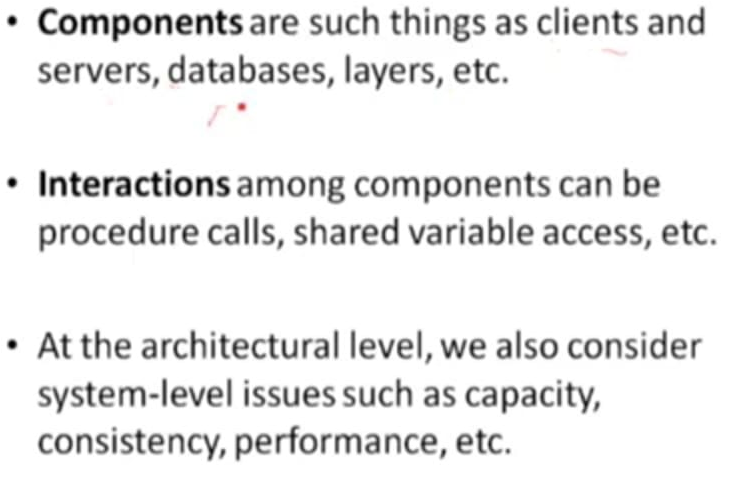 • Components are such things as clients and
servers, databases, layers, etc.
• Interactions among components can be
procedure calls, shared variable access, etc.
• At the architectural level, we also consider
system-level issues such as capacity,
consistency, performance, etc.